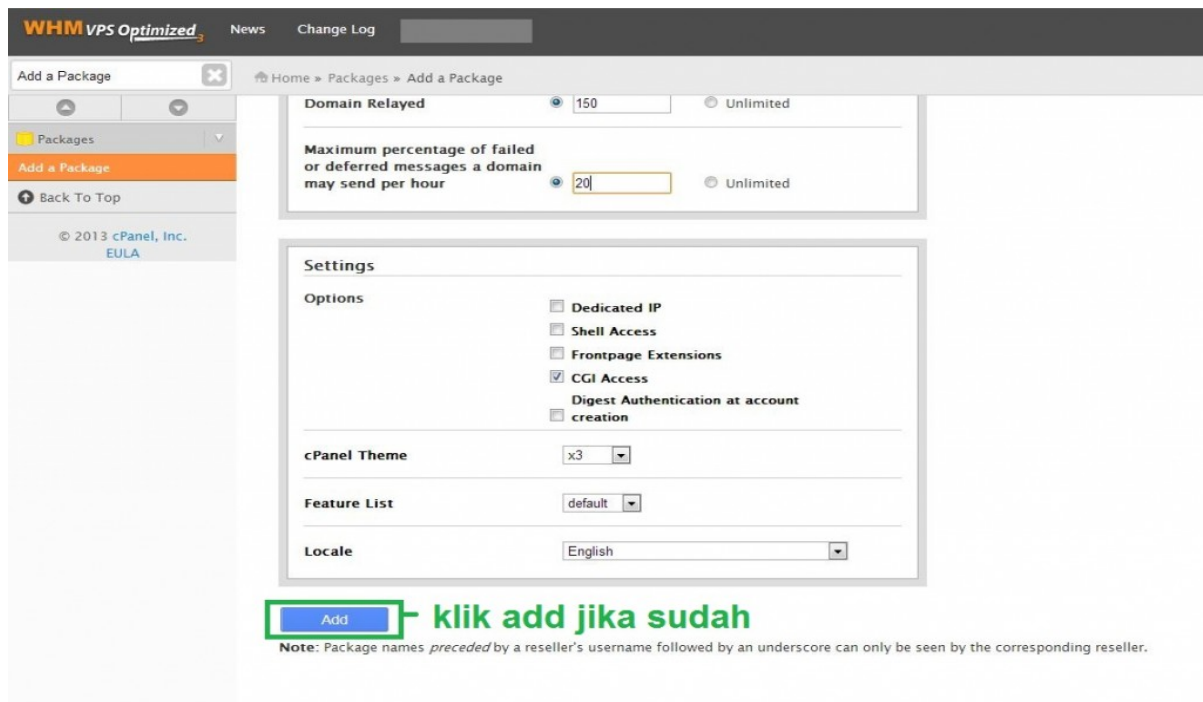 WHM VPS Optimized 3 News Change Log
Add a Package
Home » Packages » Add a Package
Packages
Add a Package
Back To Top
© 2013 cPanel, Inc.
EULA
Domain Relayed 150 Unlimited
Maximum percentage of failed
or deferred messages a domain
may send per hour 20 Unlimited
Settings
Options
Dedicated IP
Shell Access
Frontpage Extensions
CGI Access
Digest Authentication at account
creation
cPanel Theme x3
Feature List default
Locale English
Add klik add jika sudah
Note: Package names preceded by a reseller's username followed by an underscore can only be seen by the corresponding reseller.